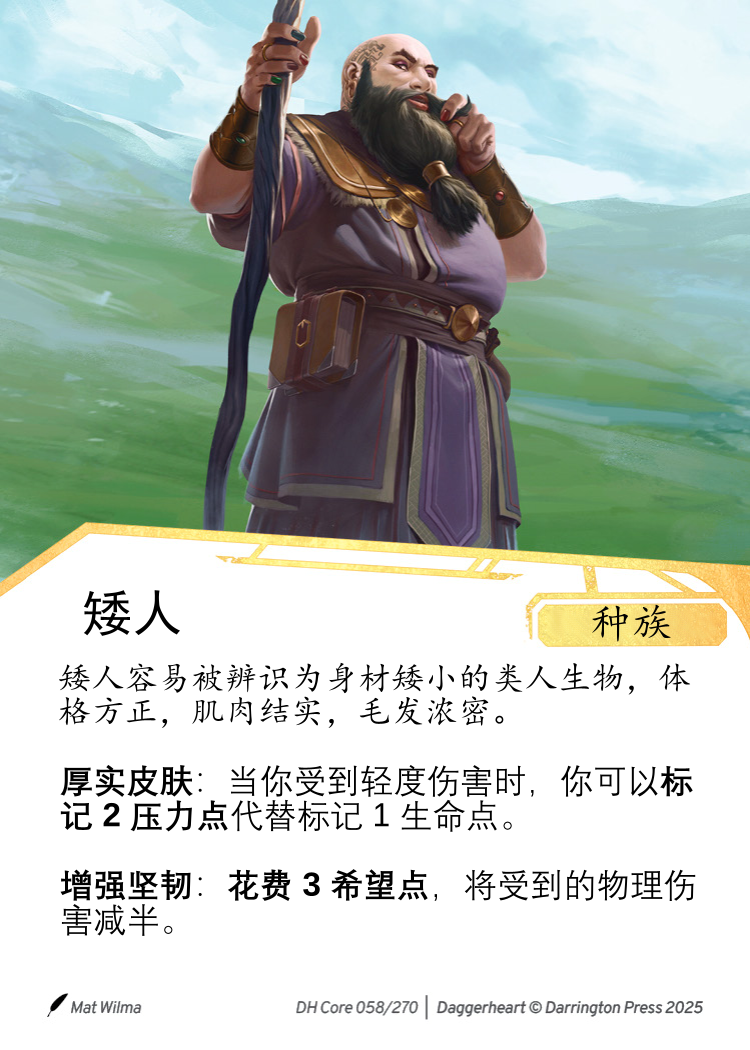 矮人
种族
矮人容易被辨识为身材矮小的类人生物，体
格方正，肌肉结实，毛发浓密。
厚实皮肤：当你受到轻度伤害时，你可以标
记 2 压力点代替标记 1 生命点。
增强坚韧：花费 3 希望点，将受到的物理伤
害减半。
Mat Wilma
DH Core 058/270 | Daggerheart © Darrington Press 2025